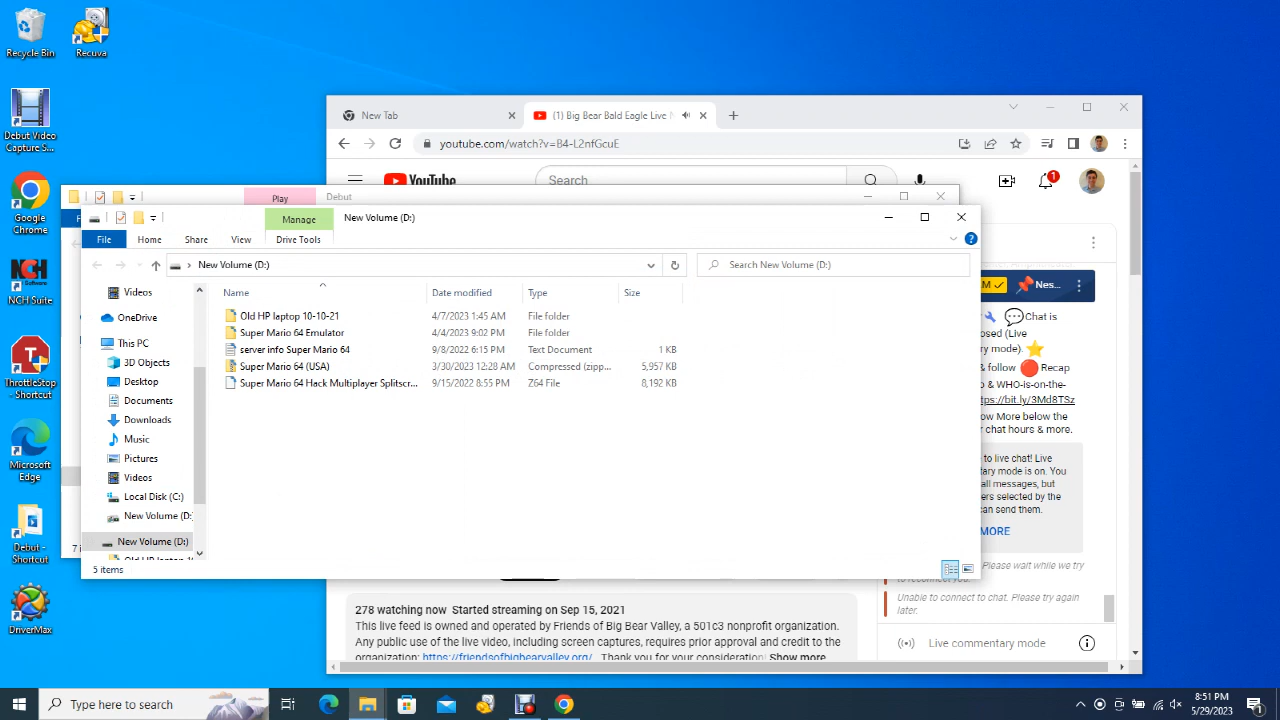 Recycle Bin
Recuva
Debut Video
Capture S...
Google
Chrome
NCH Suite
ThrottleStop
- Shortcut
Microsoft
Edge
Debut -
Shortcut
DriverMax
New Tab
(1) Big Bear Bald Eagle Live N
youtube.com/watch?v=B4-L2nfGcuE
YouTube
Search
1
Play
Debut
F
7 i
Manage
New Volume (D:)
File
Home
Share
View
Drive Tools
New Volume (D:)
Search New Volume (D:)
Videos
OneDrive
This PC
3D Objects
Desktop
Documents
Downloads
Music
Pictures
Videos
Local Disk (C:)
New Volume (D:)
New Volume (D:)
Old HP laptop 10
Name
Date modified
Type
Size
Old HP laptop 10-10-21
4/7/2023 1:45 AM
File folder
Super Mario 64 Emulator
4/4/2023 9:02 PM
File folder
server info Super Mario 64
9/8/2022 6:15 PM
Text Document
1 KB
Super Mario 64 (USA)
3/30/2023 12:28 AM
Compressed (zipp...
5,957 KB
Super Mario 64 Hack Multiplayer Splitscr...
9/15/2022 8:55 PM
Z64 File
8,192 KB
5 items
M
Nes...
Chat is
osed (Live
ry mode).
& follow Recap
o & WHO-is-on-the-
tps://bit.ly/3Md8TSz
ow More below the
r chat hours & more.
to live chat! Live
ntary mode is on. You
all messages, but
ers selected by the
can send them.
MORE
Please wait while we try
to reconnect you.
Unable to connect to chat. Please try again
later.
Live commentary mode
278 watching now Started streaming on Sep 15, 2021
This live feed is owned and operated by Friends of Big Bear Valley, a 501c3 nonprofit organization.
Any public use of the live video, including screen captures, requires prior approval and credit to the
organization: https://friendsofbigbearvalley.org/ Thank you for your consideration! Show more
Type here to search
8:51 PM
5/29/2023
1